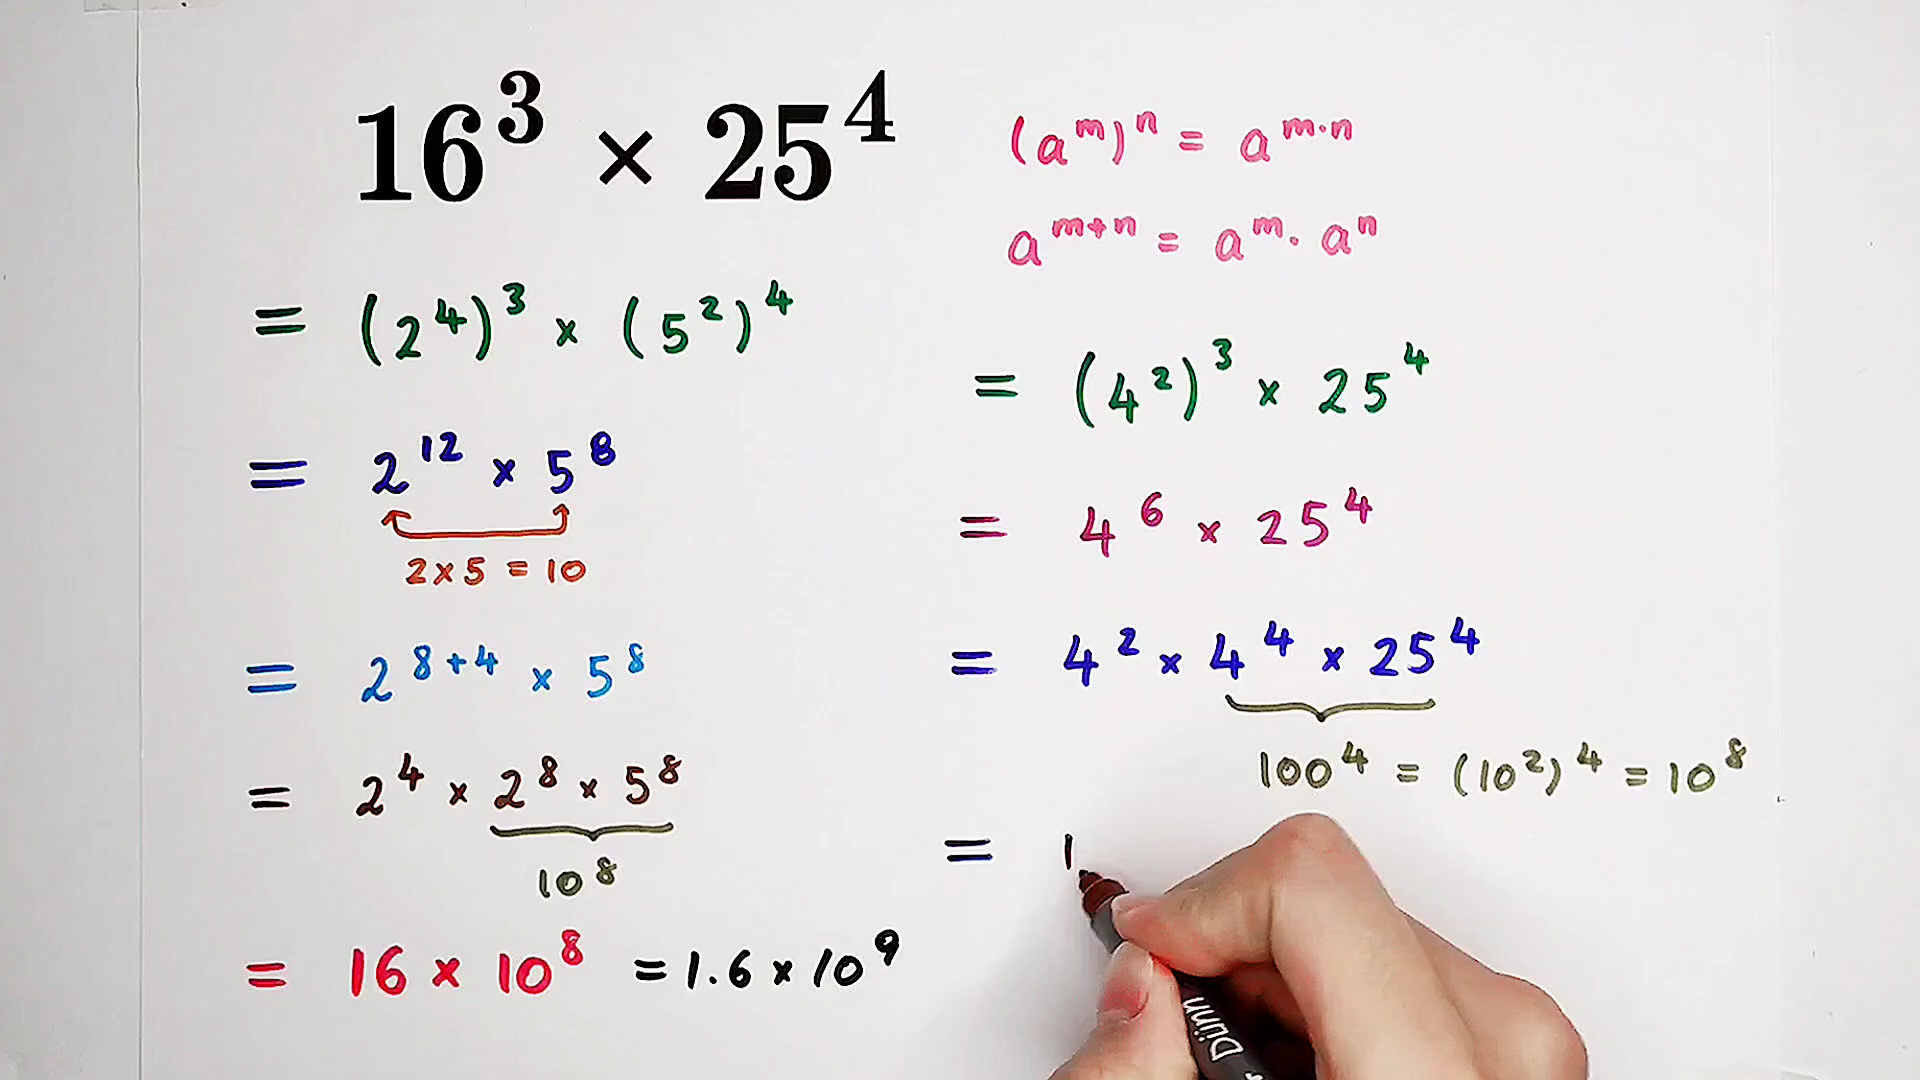 16³ × 25⁴
= (2⁴)³ × (5²)⁴
= 2¹² × 5⁸
2×5 = 10
= 2⁸⁺⁴ × 5⁸
= 2⁴ × 2⁸ × 5⁸
10⁸
= 16 × 10⁸ = 1.6 × 10⁹
(aᵐ)ⁿ = aᵐ·ⁿ
aᵐ⁺ⁿ = aᵐ · aⁿ
= (4²)³ × 25⁴
= 4⁶ × 25⁴
= 4² × 4⁴ × 25⁴
100⁴ = (10²)⁴ = 10⁸
= 1
Dünn